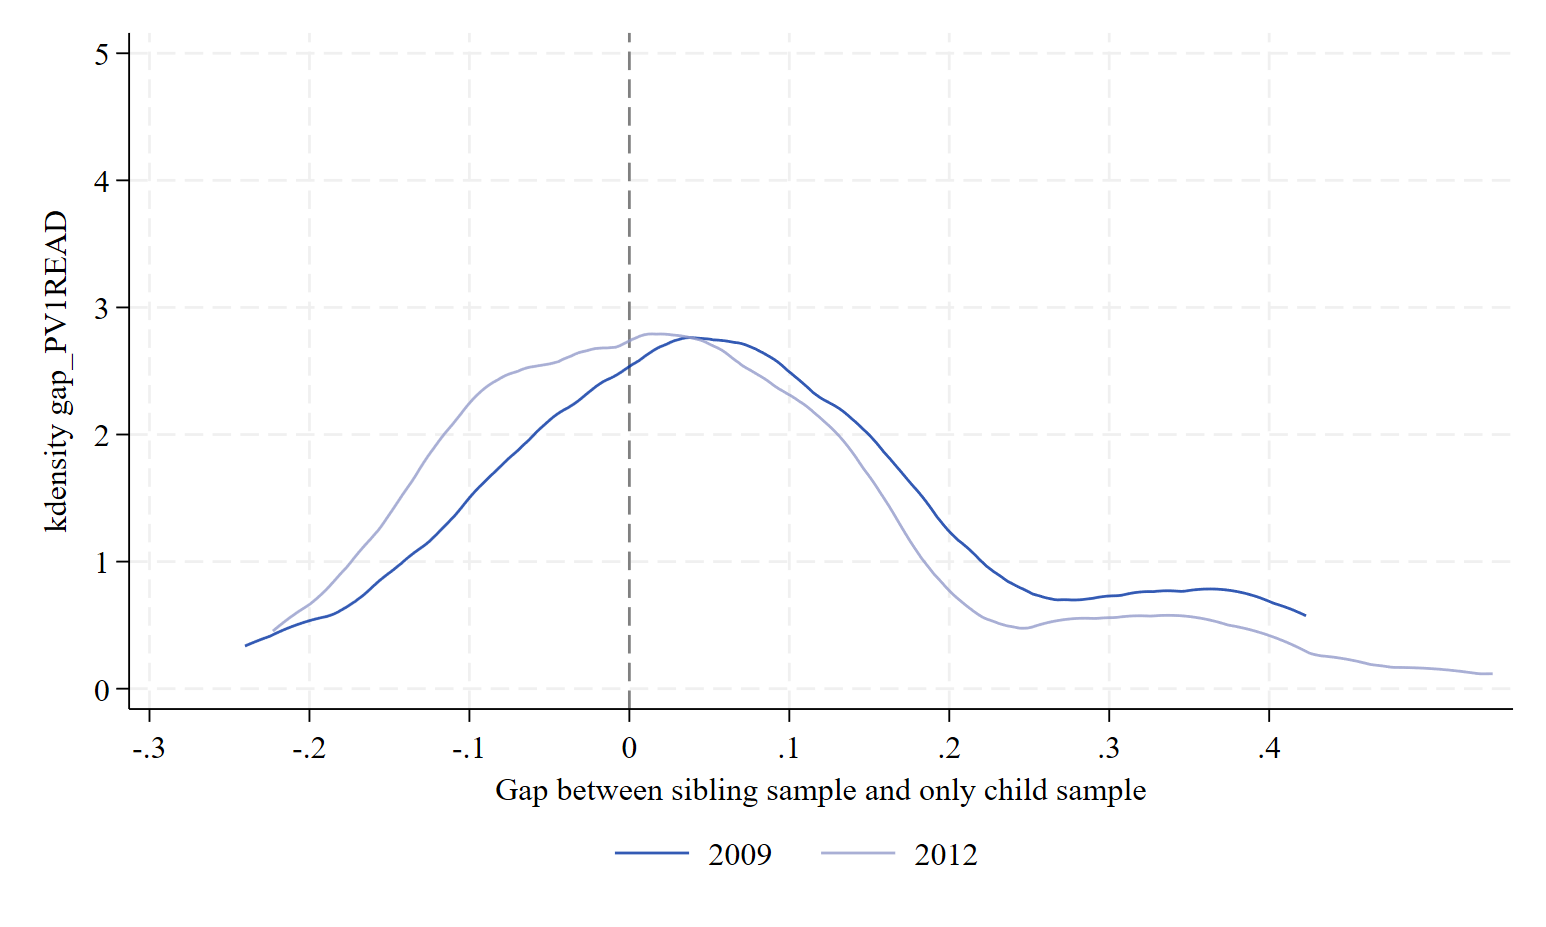 5
4
3
2
1
0
kdensity gap_PV1READ
-.3 -.2 -.1 0 .1 .2 .3 .4
Gap between sibling sample and only child sample
2009 2012